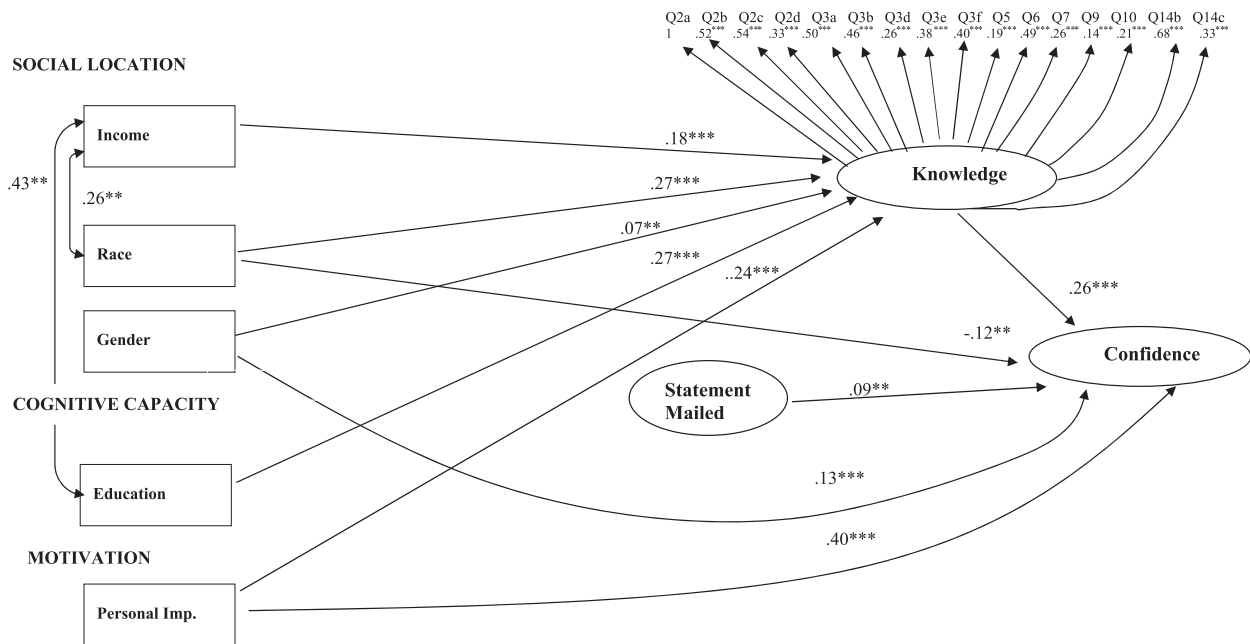 Q2a Q2b Q2c Q2d Q3a Q3b Q3d Q3e Q3f Q5 Q6 Q7 Q9 Q10 Q14b Q14c
1 .52*** .54*** .33*** .50*** .46*** .26*** .38*** .40*** .19*** .49*** .26*** .14*** .21*** .68*** .33***
SOCIAL LOCATION
Income
.18***
Knowledge
.43**
.26**
.27***
Race
.07**
.27***
..24***
.26***
Gender
-.12**
Confidence
Statement
Mailed
.09**
COGNITIVE CAPACITY
Education
.13***
MOTIVATION
.40***
Personal Imp.